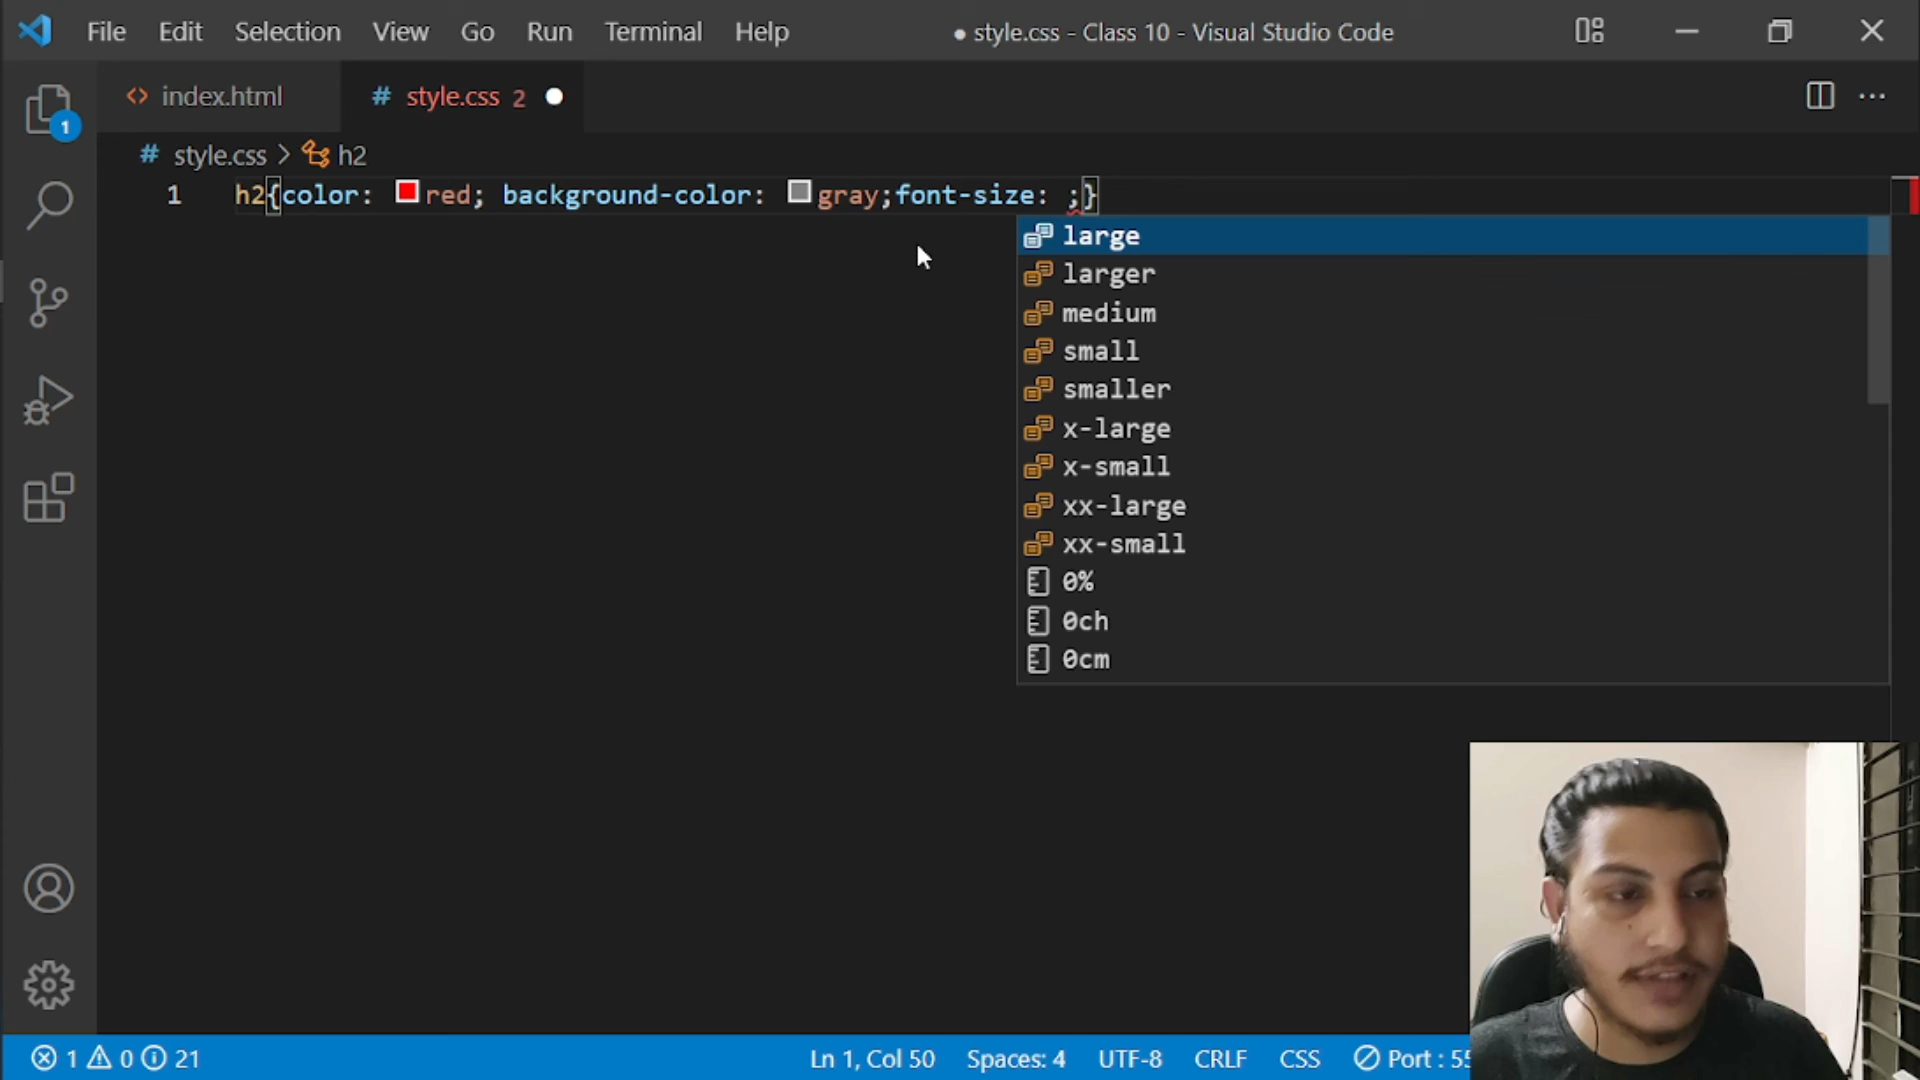 File Edit Selection View Go Run Terminal Help ● style.css - Class 10 - Visual Studio Code
<> index.html # style.css 2
1
# style.css > h2
1 h2{color: red; background-color: gray;font-size: ;}
large
larger
medium
small
smaller
x-large
x-small
xx-large
xx-small
0%
0ch
0cm
1 0 21 Ln 1, Col 50 Spaces: 4 UTF-8 CRLF CSS Port : 55